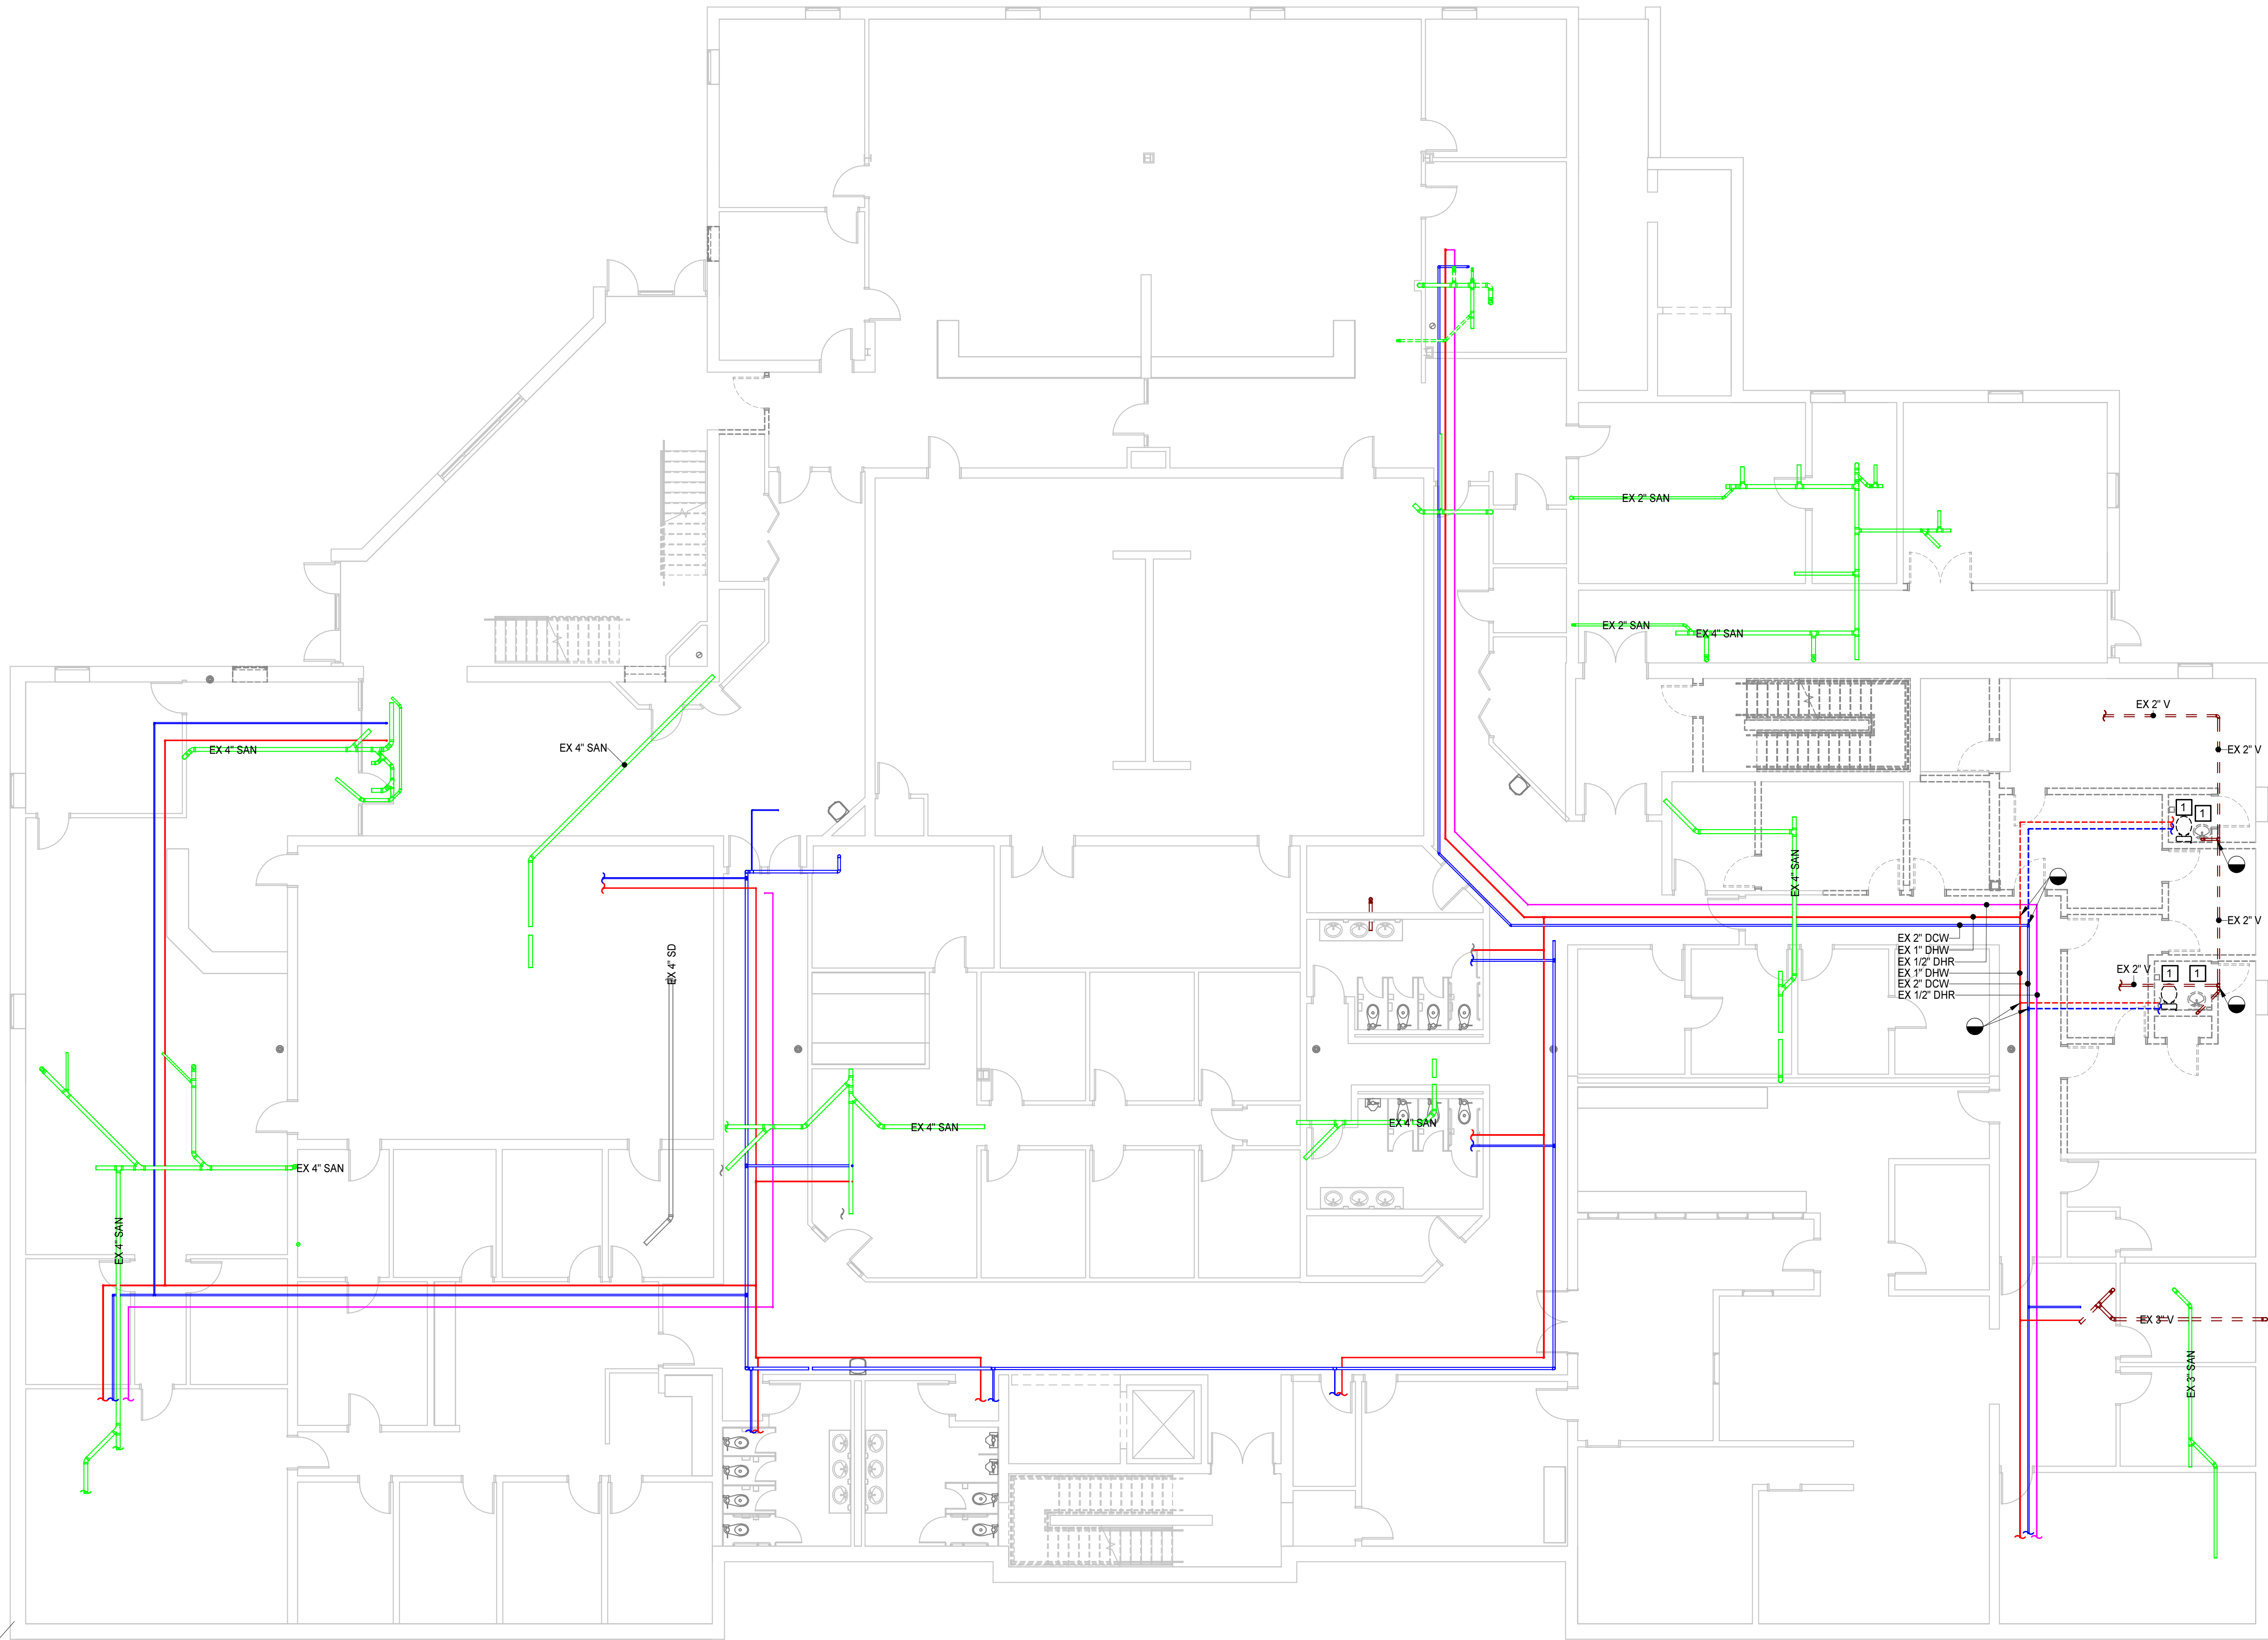 EX 2" SAN
EX 2" SAN
EX 4" SAN
EX 2" V
EX 4" SAN
EX 4" SAN
EX 2" V
1
1
EX 4" SAN
EX 2" V
EX 4" SD
EX 2" DCW
EX 1" DHW
EX 1/2" DHR
EX 1" DHW
EX 2" DCW
EX 1/2" DHR
EX 2" V
1
1
EX 4" SAN
EX 4" SAN
EX 4" SAN
EX 4" SAN
EX 3" V
EX 3" SAN